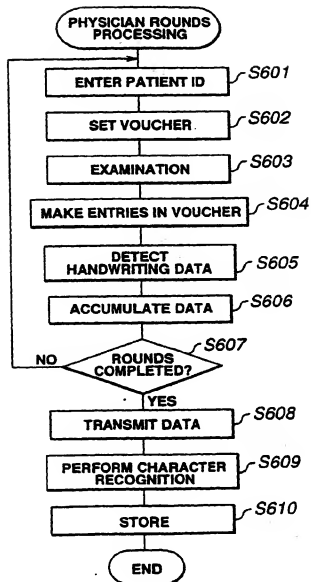 PHYSICIAN ROUNDS
PROCESSING
ENTER PATIENT ID
S601
SET VOUCHER
S602
EXAMINATION
S603
MAKE ENTRIES IN VOUCHER
S604
DETECT
HANDWRITING DATA
S605
ACCUMULATE DATA
S606
S607
NO
ROUNDS
COMPLETED?
YES
TRANSMIT DATA
S608
PERFORM CHARACTER
RECOGNITION
S609
STORE
S610
END